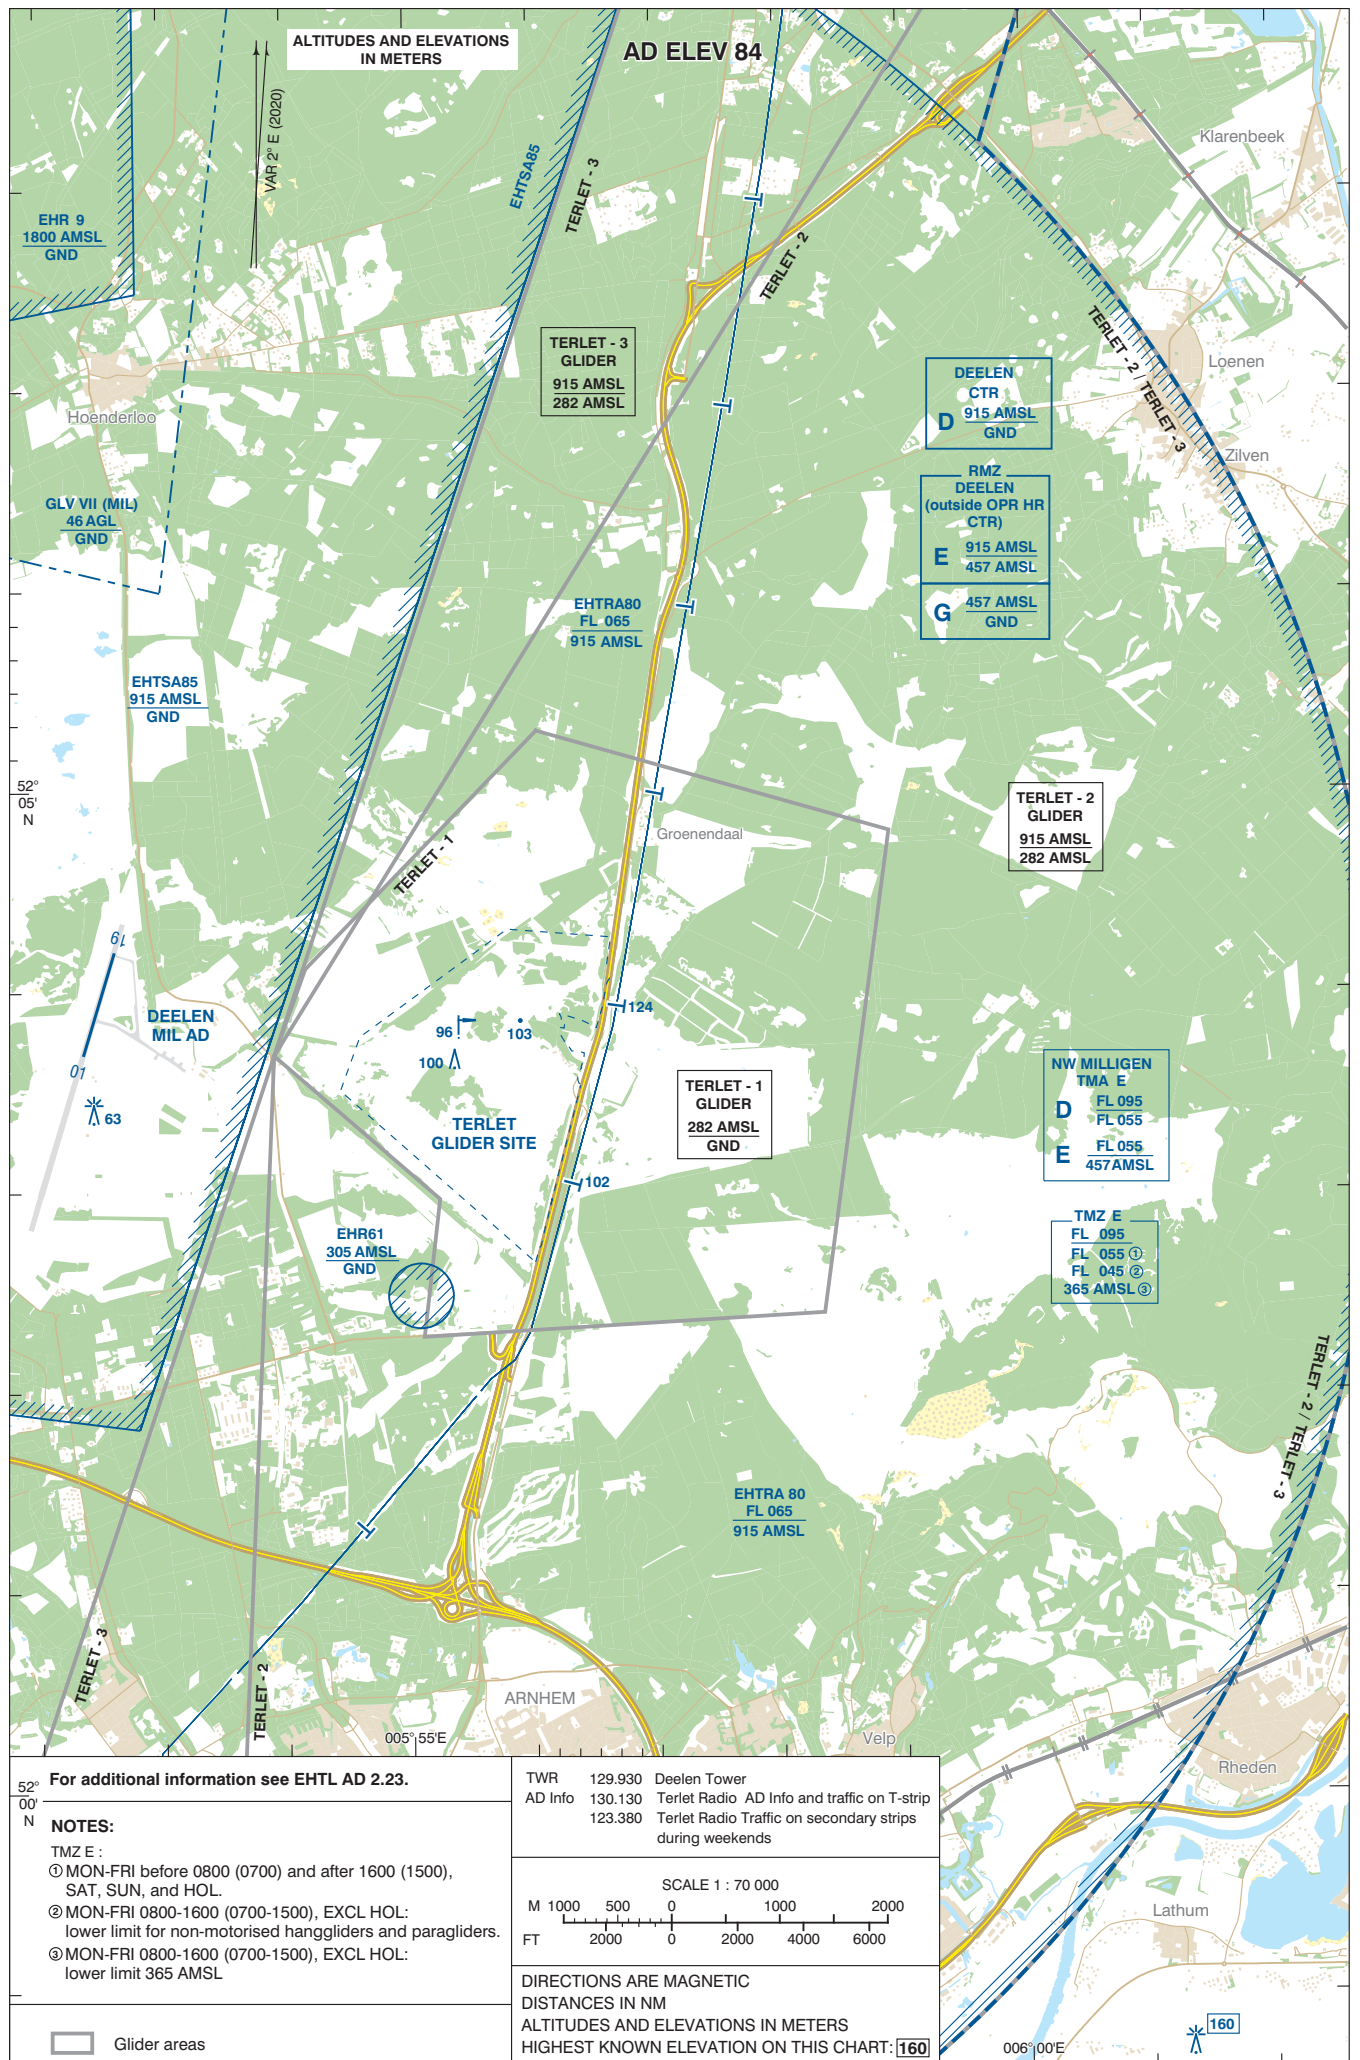 ALTITUDES AND ELEVATIONS
IN METERS
AD ELEV 84
VAR 2° E (2020)
EHTSA85
TERLET - 3
Klarenbeek
EHR 9
1800 AMSL
GND
TERLET - 2
TERLET - 3
GLIDER
915 AMSL
282 AMSL
TERLET - 2 / TERLET - 3
Loenen
DEELEN
CTR
D 915 AMSL
GND
Hoenderloo
Zilven
RMZ
DEELEN
(outside OPR HR
CTR)
E 915 AMSL
457 AMSL
G 457 AMSL
GND
GLV VII (MIL)
46 AGL
GND
EHTRA80
FL 065
915 AMSL
EHTSA85
915 AMSL
GND
52°
05'
N
TERLET - 1
Groenendaal
TERLET - 2
GLIDER
915 AMSL
282 AMSL
19
DEELEN
MIL AD
01
63
96
103
100
124
TERLET
GLIDER SITE
TERLET - 1
GLIDER
282 AMSL
GND
NW MILLIGEN
TMA E
D FL 095
FL 055
E FL 055
457AMSL
102
EHR61
305 AMSL
GND
TMZ E
FL 095
FL 055 ①
FL 045 ②
365 AMSL ③
TERLET - 2 / TERLET - 3
EHTRA 80
FL 065
915 AMSL
TERLET - 3
TERLET - 2
ARNHEM
005° 55'E
Velp
Rheden
52°
00'
N
For additional information see EHTL AD 2.23.
NOTES:
TMZ E :
① MON-FRI before 0800 (0700) and after 1600 (1500),
SAT, SUN, and HOL.
② MON-FRI 0800-1600 (0700-1500), EXCL HOL:
lower limit for non-motorised hanggliders and paragliders.
③ MON-FRI 0800-1600 (0700-1500), EXCL HOL:
lower limit 365 AMSL
Glider areas
TWR 129.930 Deelen Tower
AD Info 130.130 Terlet Radio AD Info and traffic on T-strip
123.380 Terlet Radio Traffic on secondary strips
during weekends
SCALE 1 : 70 000
M 1000 500 0 1000 2000
FT 2000 0 2000 4000 6000
DIRECTIONS ARE MAGNETIC
DISTANCES IN NM
ALTITUDES AND ELEVATIONS IN METERS
HIGHEST KNOWN ELEVATION ON THIS CHART: 160
Lathum
160
006° 00'E